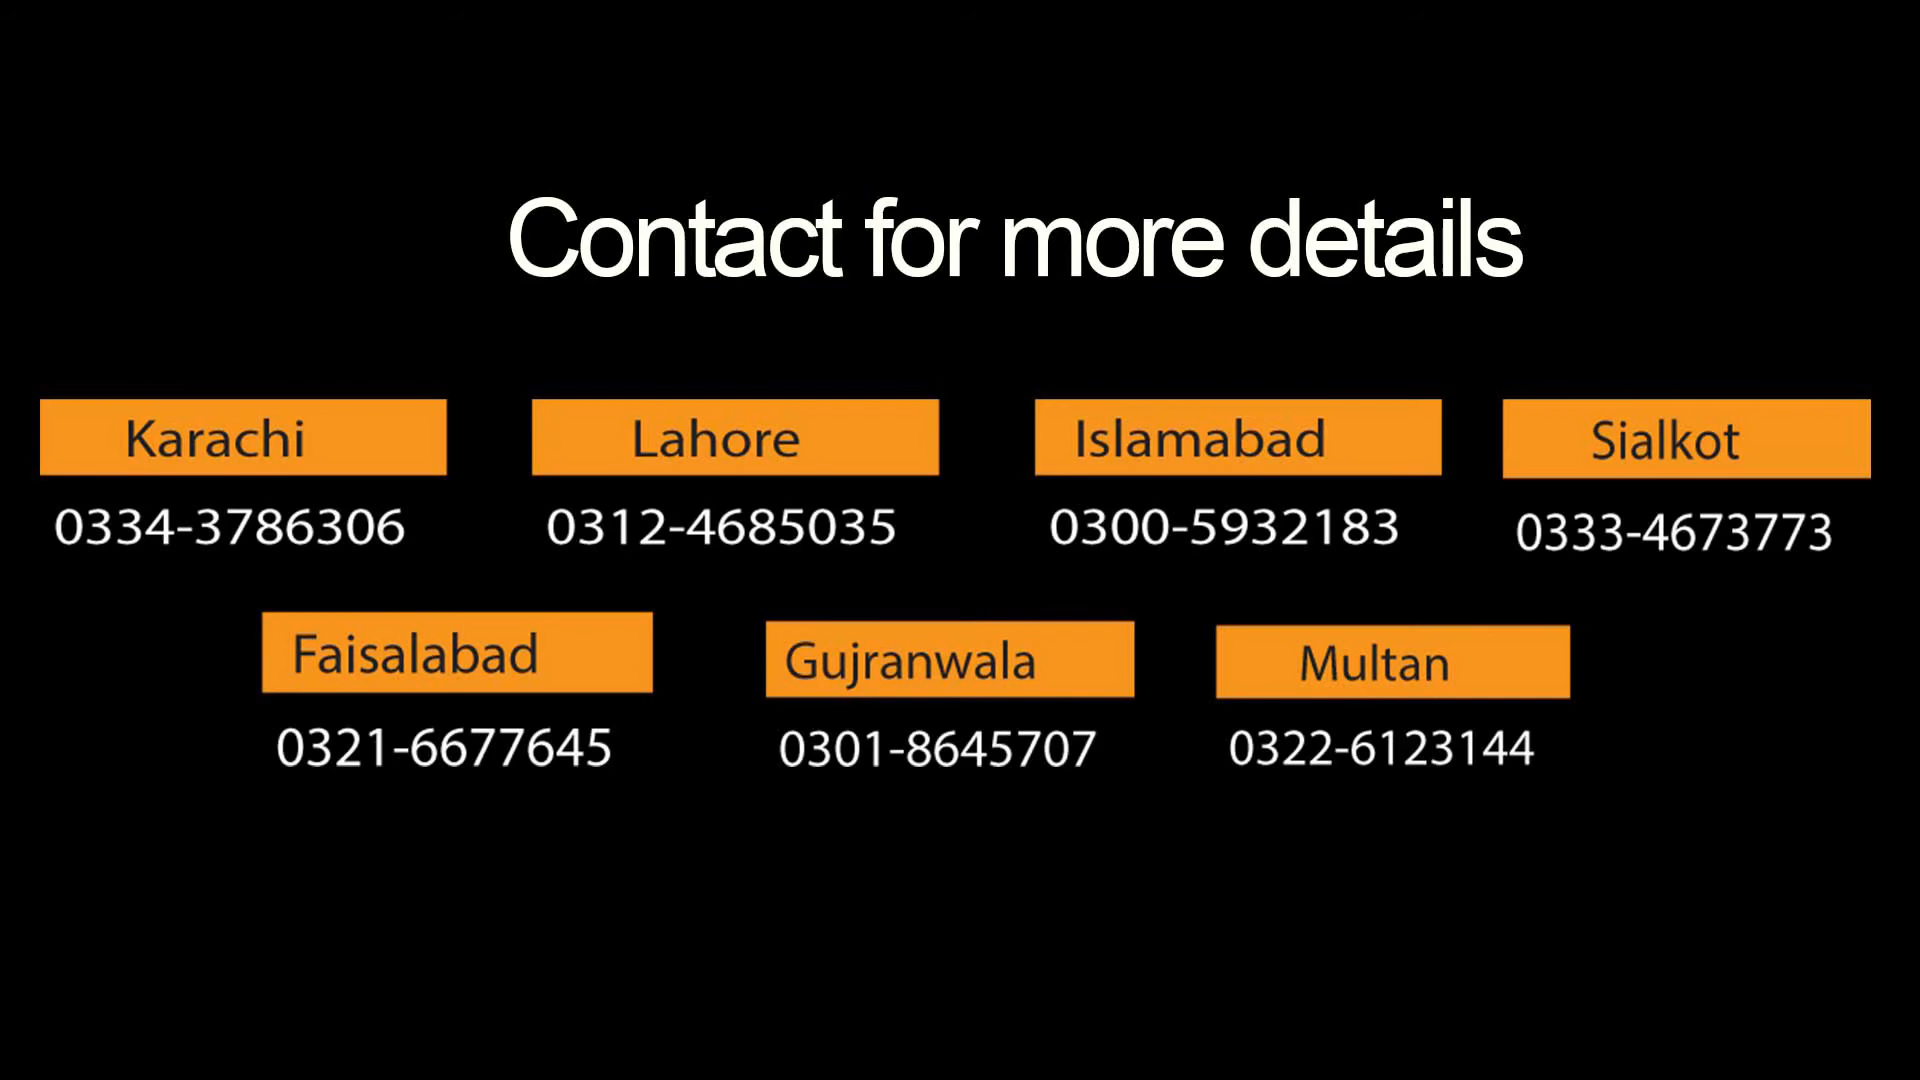 Contact for more details
Karachi Lahore Islamabad Sialkot
0334-3786306 0312-4685035 0300-5932183 0333-4673773
Faisalabad Gujranwala Multan
0321-6677645 0301-8645707 0322-6123144